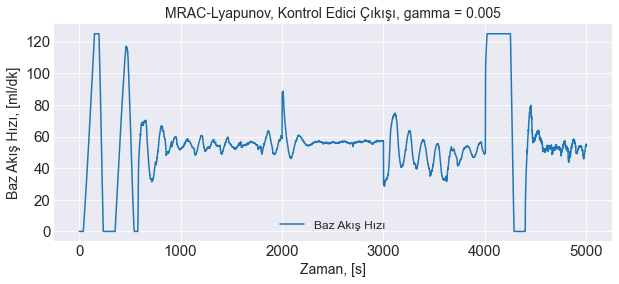 MRAC-Lyapunov, Kontrol Edici Çıkışı, gamma = 0.005
Baz Akış Hızı, [ml/dk]
120
100
80
60
40
20
0
Baz Akış Hızı
0 1000 2000 3000 4000 5000
Zaman, [s]